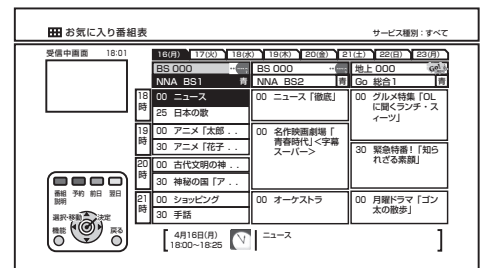 お気に入り番組表
サービス種別：すべて
受信中画面 18:01
16(月) 17(火) 18(水) 19(木) 20(金) 21(土) 22(日) 23(月)
BS 000 BS 000 地上 000
NNA BS1 青 NNA BS2 青 Go 総合1 青
18時
00 ニュース
25 日本の歌
00 ニュース「徹底」
00 グルメ特集「OL
に聞くランチ・ス
ィーツ」
19時
00 アニメ「太郎 . .
30 アニメ「花子 . .
00 名作映画劇場「
青春時代」<字幕
スーパー>
30 緊急特番！「知ら
れざる素顔」
20時
00 古代文明の神 . .
30 神秘の国「ア . .
21時
00 ショッピング
30 手話
00 オーケストラ
00 月曜ドラマ「ゴン
太の散歩」
番組説明 予約 前日 翌日
選択・移動 決定
機能 戻る
4月16日(月)
18:00~18:25
ニュース